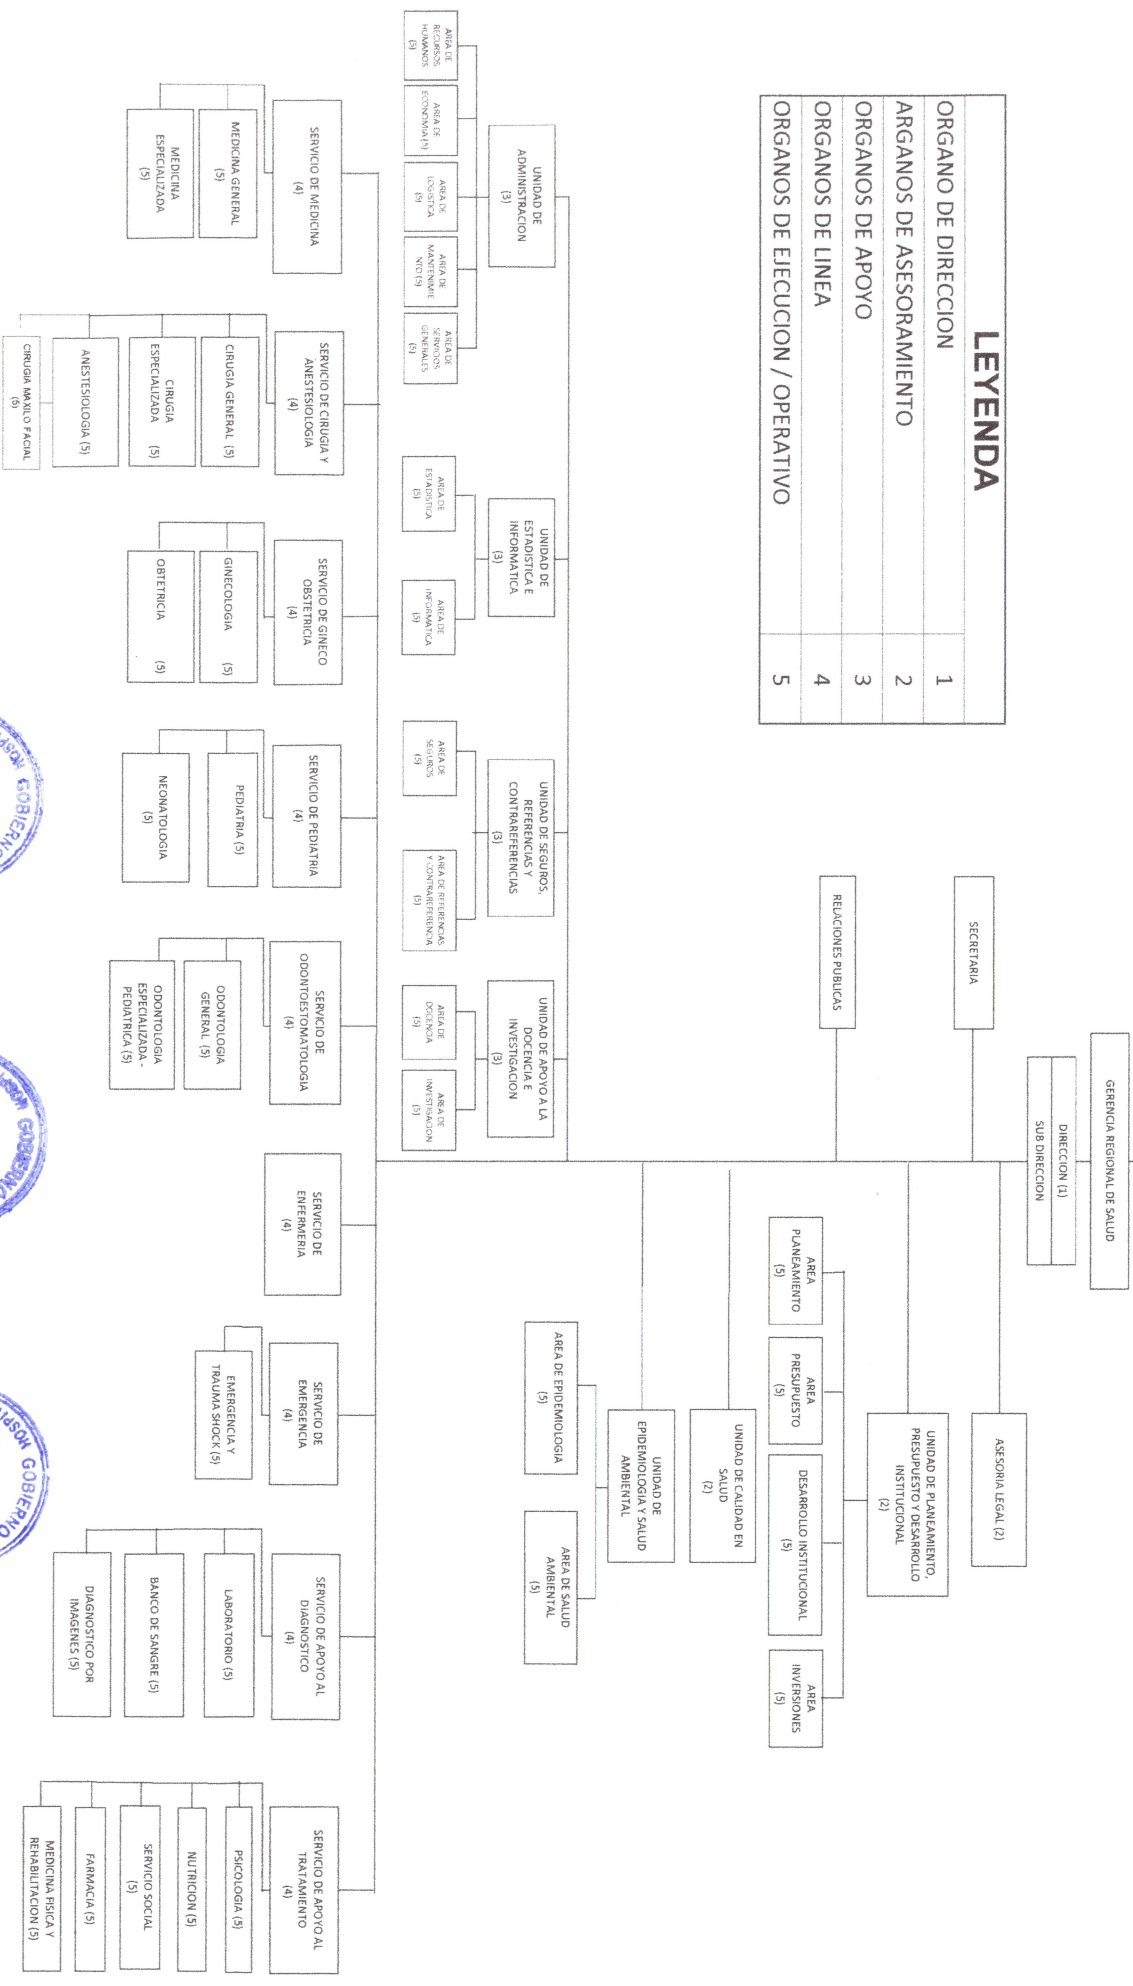 GERENCIA REGIONAL DE SALUD
DIRECCION (1)
SUB DIRECCION
SECRETARIA
ASESORIA LEGAL (2)
RELACIONES PUBLICAS
UNIDAD DE PLANEAMIENTO,
PRESUPUESTO Y DESARROLLO
INSTITUCIONAL
(2)
AREA
PLANEAMIENTO
(5)
AREA
PRESUPUESTO
(5)
DESARROLLO INSTITUCIONAL
(5)
AREA
INVERSIONES
(5)
UNIDAD DE CALIDAD EN
SALUD
(2)
UNIDAD DE
EPIDEMIOLOGIA Y SALUD
AMBIENTAL
AREA DE EPIDEMIOLOGIA
(5)
AREA DE SALUD
AMBIENTAL
(5)
LEYENDA
ORGANO DE DIRECCION 1
ARGANOS DE ASESORAMIENTO 2
ORGANOS DE APOYO 3
ORGANOS DE LINEA 4
ORGANOS DE EJECUCION / OPERATIVO 5
UNIDAD DE
ADMINISTRACION
(3)
AREA DE
RECURSOS
HUMANOS
(5)
AREA DE
ECONOMIA (5)
AREA DE
LOGISTICA
(5)
AREA DE
MANTENIMIE
NTO (5)
AREA DE
SERVICIOS
GENERALES
(5)
UNIDAD DE
ESTADISTICA E
INFORMATICA
(3)
AREA DE
ESTADISTICA
(5)
AREA DE
INFORMATICA
(5)
UNIDAD DE SEGUROS,
REFERENCIAS Y
CONTRAREFERENCIAS
(3)
AREA DE
SEGUROS
(5)
AREA DE REFERENCIAS
Y CONTRAREFERENCIA
(5)
UNIDAD DE APOYO A LA
DOCENCIA E
INVESTIGACION
(3)
AREA DE
DOCENCIA
(5)
AREA DE
INVESTIGACION
(5)
SERVICIO DE MEDICINA
(4)
MEDICINA GENERAL
(5)
MEDICINA
ESPECIALIZADA
(5)
SERVICIO DE CIRUGIA Y
ANESTESIOLOGIA
(4)
CIRUGIA GENERAL (5)
CIRUGIA
ESPECIALIZADA (5)
ANESTESIOLOGIA (5)
CIRUGIA MAXILO FACIAL
(5)
SERVICIO DE GINECO
OBSTETRICIA
(4)
GINECOLOGIA (5)
OBTETRICIA (5)
SERVICIO DE PEDIATRIA
(4)
PEDIATRIA (5)
NEONATOLOGIA
(5)
SERVICIO DE
ODONTOESTOMATOLOGIA
(4)
ODONTOLOGIA
GENERAL (5)
ODONTOLOGIA
ESPECIALIZADA -
PEDIATRICA (5)
SERVICIO DE
ENFERMERIA
(4)
SERVICIO DE
EMERGENCIA
(4)
EMERGENCIA Y
TRAUMA SHOCK (5)
SERVICIO DE APOYO AL
DIAGNOSTICO
(4)
LABORATORIO (5)
BANCO DE SANGRE (5)
DIAGNOSTICO POR
IMAGENES (5)
SERVICIO DE APOYO AL
TRATAMIENTO
(4)
PSICOLOGIA (5)
NUTRICION (5)
SERVICIO SOCIAL
(5)
FARMACIA (5)
MEDICINA FISICA Y
REHABILITACION (5)
GOBIERNO
GOBIERNO
GOBIERNO